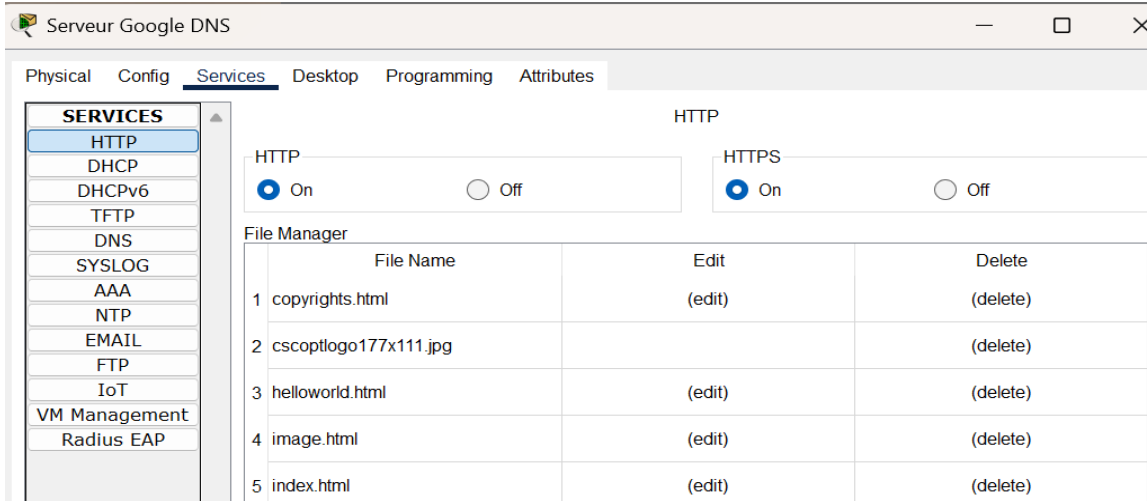 Serveur Google DNS
Physical Config Services Desktop Programming Attributes
SERVICES
HTTP
DHCP
DHCPv6
TFTP
DNS
SYSLOG
AAA
NTP
EMAIL
FTP
IoT
VM Management
Radius EAP
HTTP
HTTP
On Off
HTTPS
On Off
File Manager
File Name Edit Delete
1 copyrights.html (edit) (delete)
2 cscoptlogo177x111.jpg (delete)
3 helloworld.html (edit) (delete)
4 image.html (edit) (delete)
5 index.html (edit) (delete)